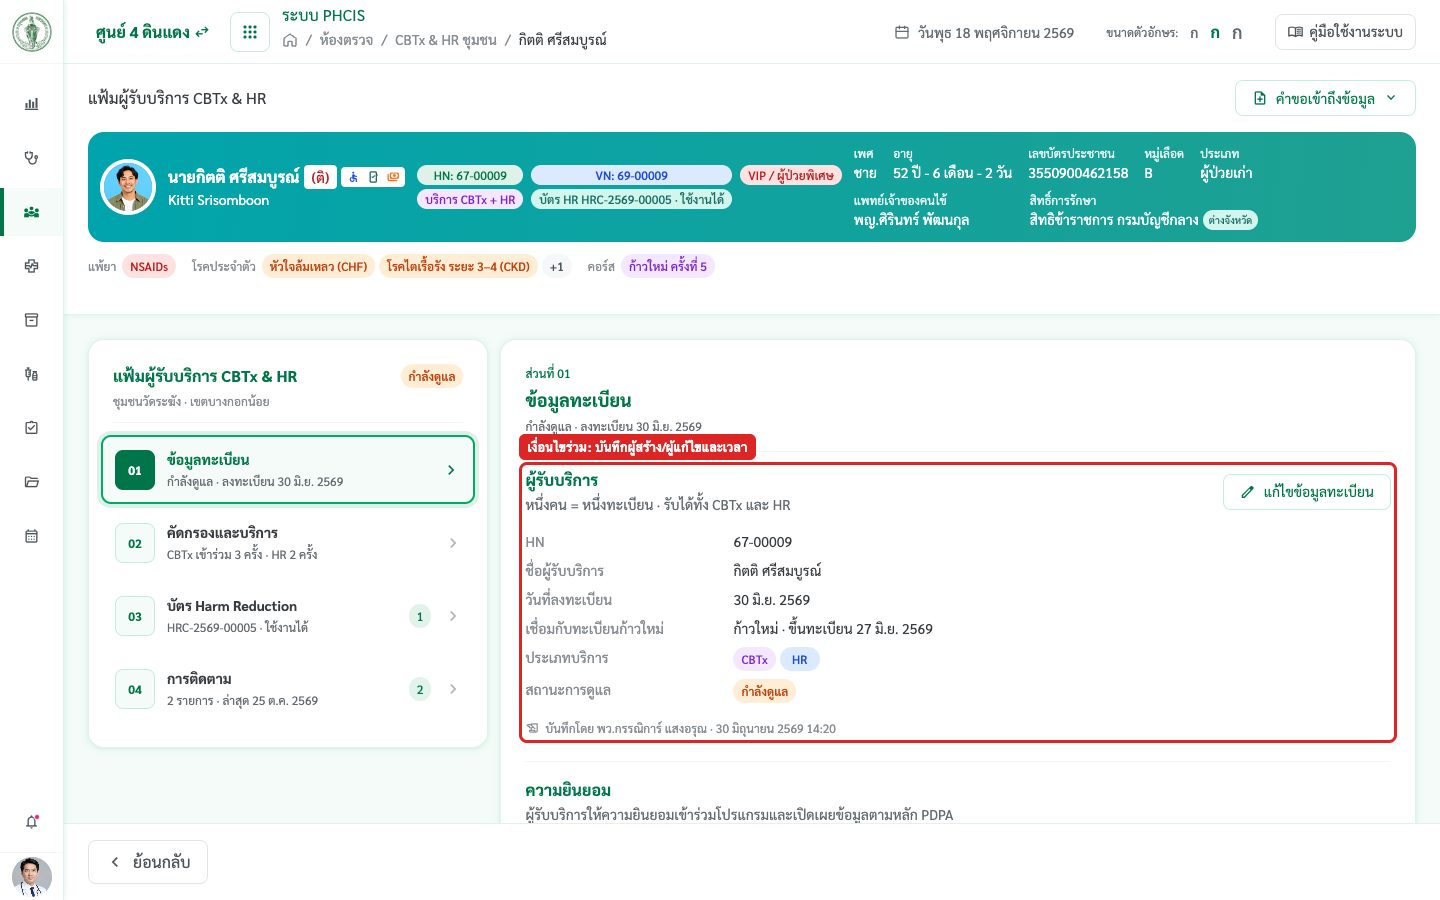 ศูนย์ 4 ดินแดง
ระบบ PHCIS
/ ห้องตรวจ / CBTx & HR ชุมชน / กิตติ ศรีสมบูรณ์
วันพุธ 18 พฤศจิกายน 2569
ขนาดตัวอักษร: ก ก ก
คู่มือใช้งานระบบ
แฟ้มผู้รับบริการ CBTx & HR
คำขอเข้าถึงข้อมูล
นายกิตติ ศรีสมบูรณ์ (ติ)
Kitti Srisomboon
HN: 67-00009
VN: 69-00009
VIP / ผู้ป่วยพิเศษ
บริการ CBTx + HR
บัตร HR HRC-2569-00005 · ใช้งานได้
เพศ อายุ เลขบัตรประชาชน หมู่เลือด ประเภท
ชาย 52 ปี - 6 เดือน - 2 วัน 3550900462158 B ผู้ป่วยเก่า
แพทย์เจ้าของคนไข้ สิทธิ์การรักษา
พญ.ศิรินทร์ พัฒนกุล สิทธิข้าราชการ กรมบัญชีกลาง ต่างจังหวัด
แพ้ยา NSAIDs โรคประจำตัว หัวใจล้มเหลว (CHF) โรคไตเรื้อรัง ระยะ 3–4 (CKD) +1 คอร์ส ก้าวใหม่ ครั้งที่ 5
แฟ้มผู้รับบริการ CBTx & HR
กำลังดูแล
ชุมชนวัดระฆัง · เขตบางกอกน้อย
01
ข้อมูลทะเบียน
กำลังดูแล · ลงทะเบียน 30 มิ.ย. 2569
02
คัดกรองและบริการ
CBTx เข้าร่วม 3 ครั้ง · HR 2 ครั้ง
03
บัตร Harm Reduction
HRC-2569-00005 · ใช้งานได้
1
04
การติดตาม
2 รายการ · ล่าสุด 25 ต.ค. 2569
2
ส่วนที่ 01
ข้อมูลทะเบียน
กำลังดูแล · ลงทะเบียน 30 มิ.ย. 2569
เงื่อนไขร่วม: บันทึกผู้สร้าง/ผู้แก้ไขและเวลา
ผู้รับบริการ
หนึ่งคน = หนึ่งทะเบียน · รับได้ทั้ง CBTx และ HR
แก้ไขข้อมูลทะเบียน
HN 67-00009
ชื่อผู้รับบริการ กิตติ ศรีสมบูรณ์
วันที่ลงทะเบียน 30 มิ.ย. 2569
เชื่อมกับทะเบียนก้าวใหม่ ก้าวใหม่ · ขึ้นทะเบียน 27 มิ.ย. 2569
ประเภทบริการ CBTx HR
สถานะการดูแล กำลังดูแล
บันทึกโดย พว.กรรณิการ์ แสงอรุณ · 30 มิถุนายน 2569 14:20
ความยินยอม
ผู้รับบริการให้ความยินยอมเข้าร่วมโปรแกรมและเปิดเผยข้อมูลตามหลัก PDPA
ย้อนกลับ